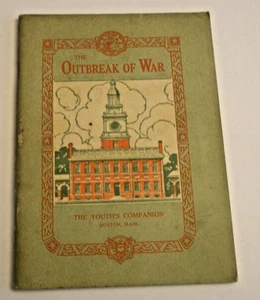 THE
OUTBREAK OF WAR
THE YOUTH'S COMPANION
BOSTON, MASS.